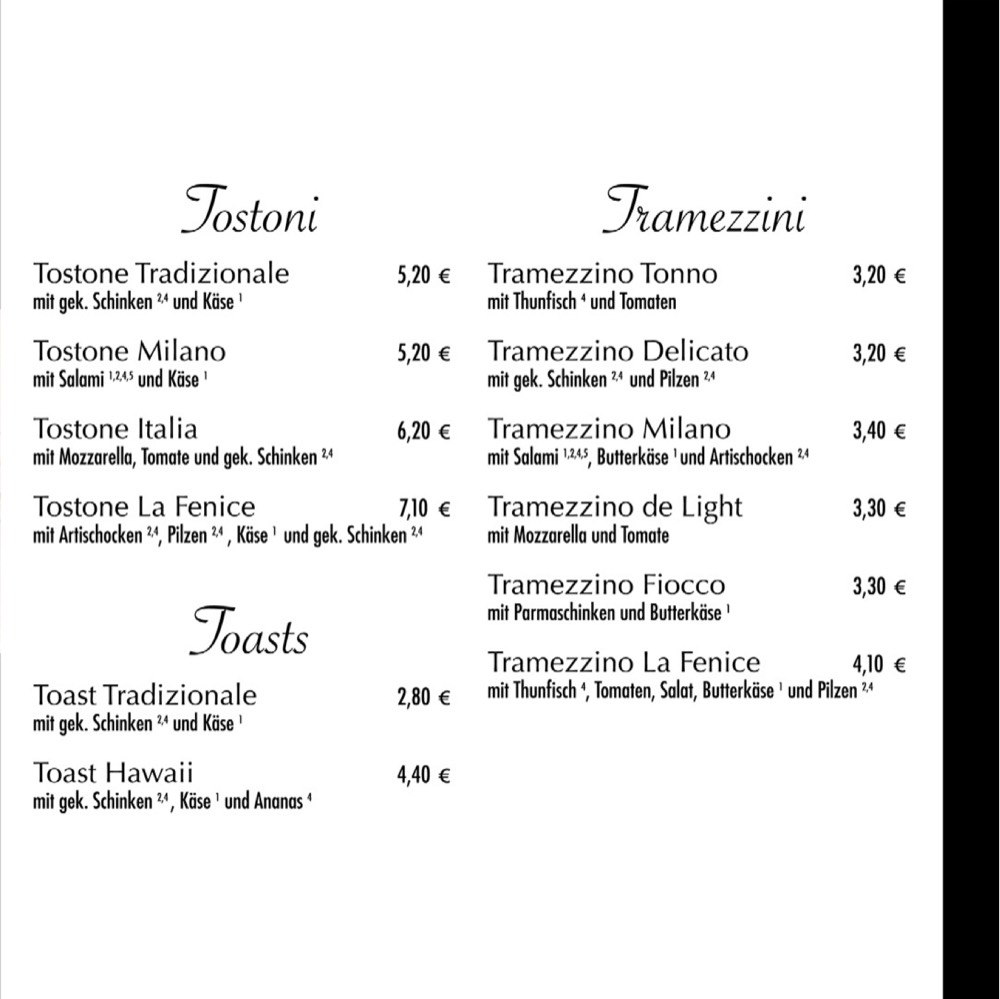 Tostoni
Tostone Tradizionale 5,20 €
mit gek. Schinken 2,4 und Käse 1
Tostone Milano 5,20 €
mit Salami 1,2,4,5 und Käse 1
Tostone Italia 6,20 €
mit Mozzarella, Tomate und gek. Schinken 2,4
Tostone La Fenice 7,10 €
mit Artischocken 2,4, Pilzen 2,4 , Käse 1 und gek. Schinken 2,4
Toasts
Toast Tradizionale 2,80 €
mit gek. Schinken 2,4 und Käse 1
Toast Hawaii 4,40 €
mit gek. Schinken 2,4, Käse 1 und Ananas 4
Tramezzini
Tramezzino Tonno 3,20 €
mit Thunfisch 4 und Tomaten
Tramezzino Delicato 3,20 €
mit gek. Schinken 2,4 und Pilzen 2,4
Tramezzino Milano 3,40 €
mit Salami 1,2,4,5, Butterkäse 1 und Artischocken 2,4
Tramezzino de Light 3,30 €
mit Mozzarella und Tomate
Tramezzino Fiocco 3,30 €
mit Parmaschinken und Butterkäse 1
Tramezzino La Fenice 4,10 €
mit Thunfisch 4, Tomaten, Salat, Butterkäse 1 und Pilzen 2,4